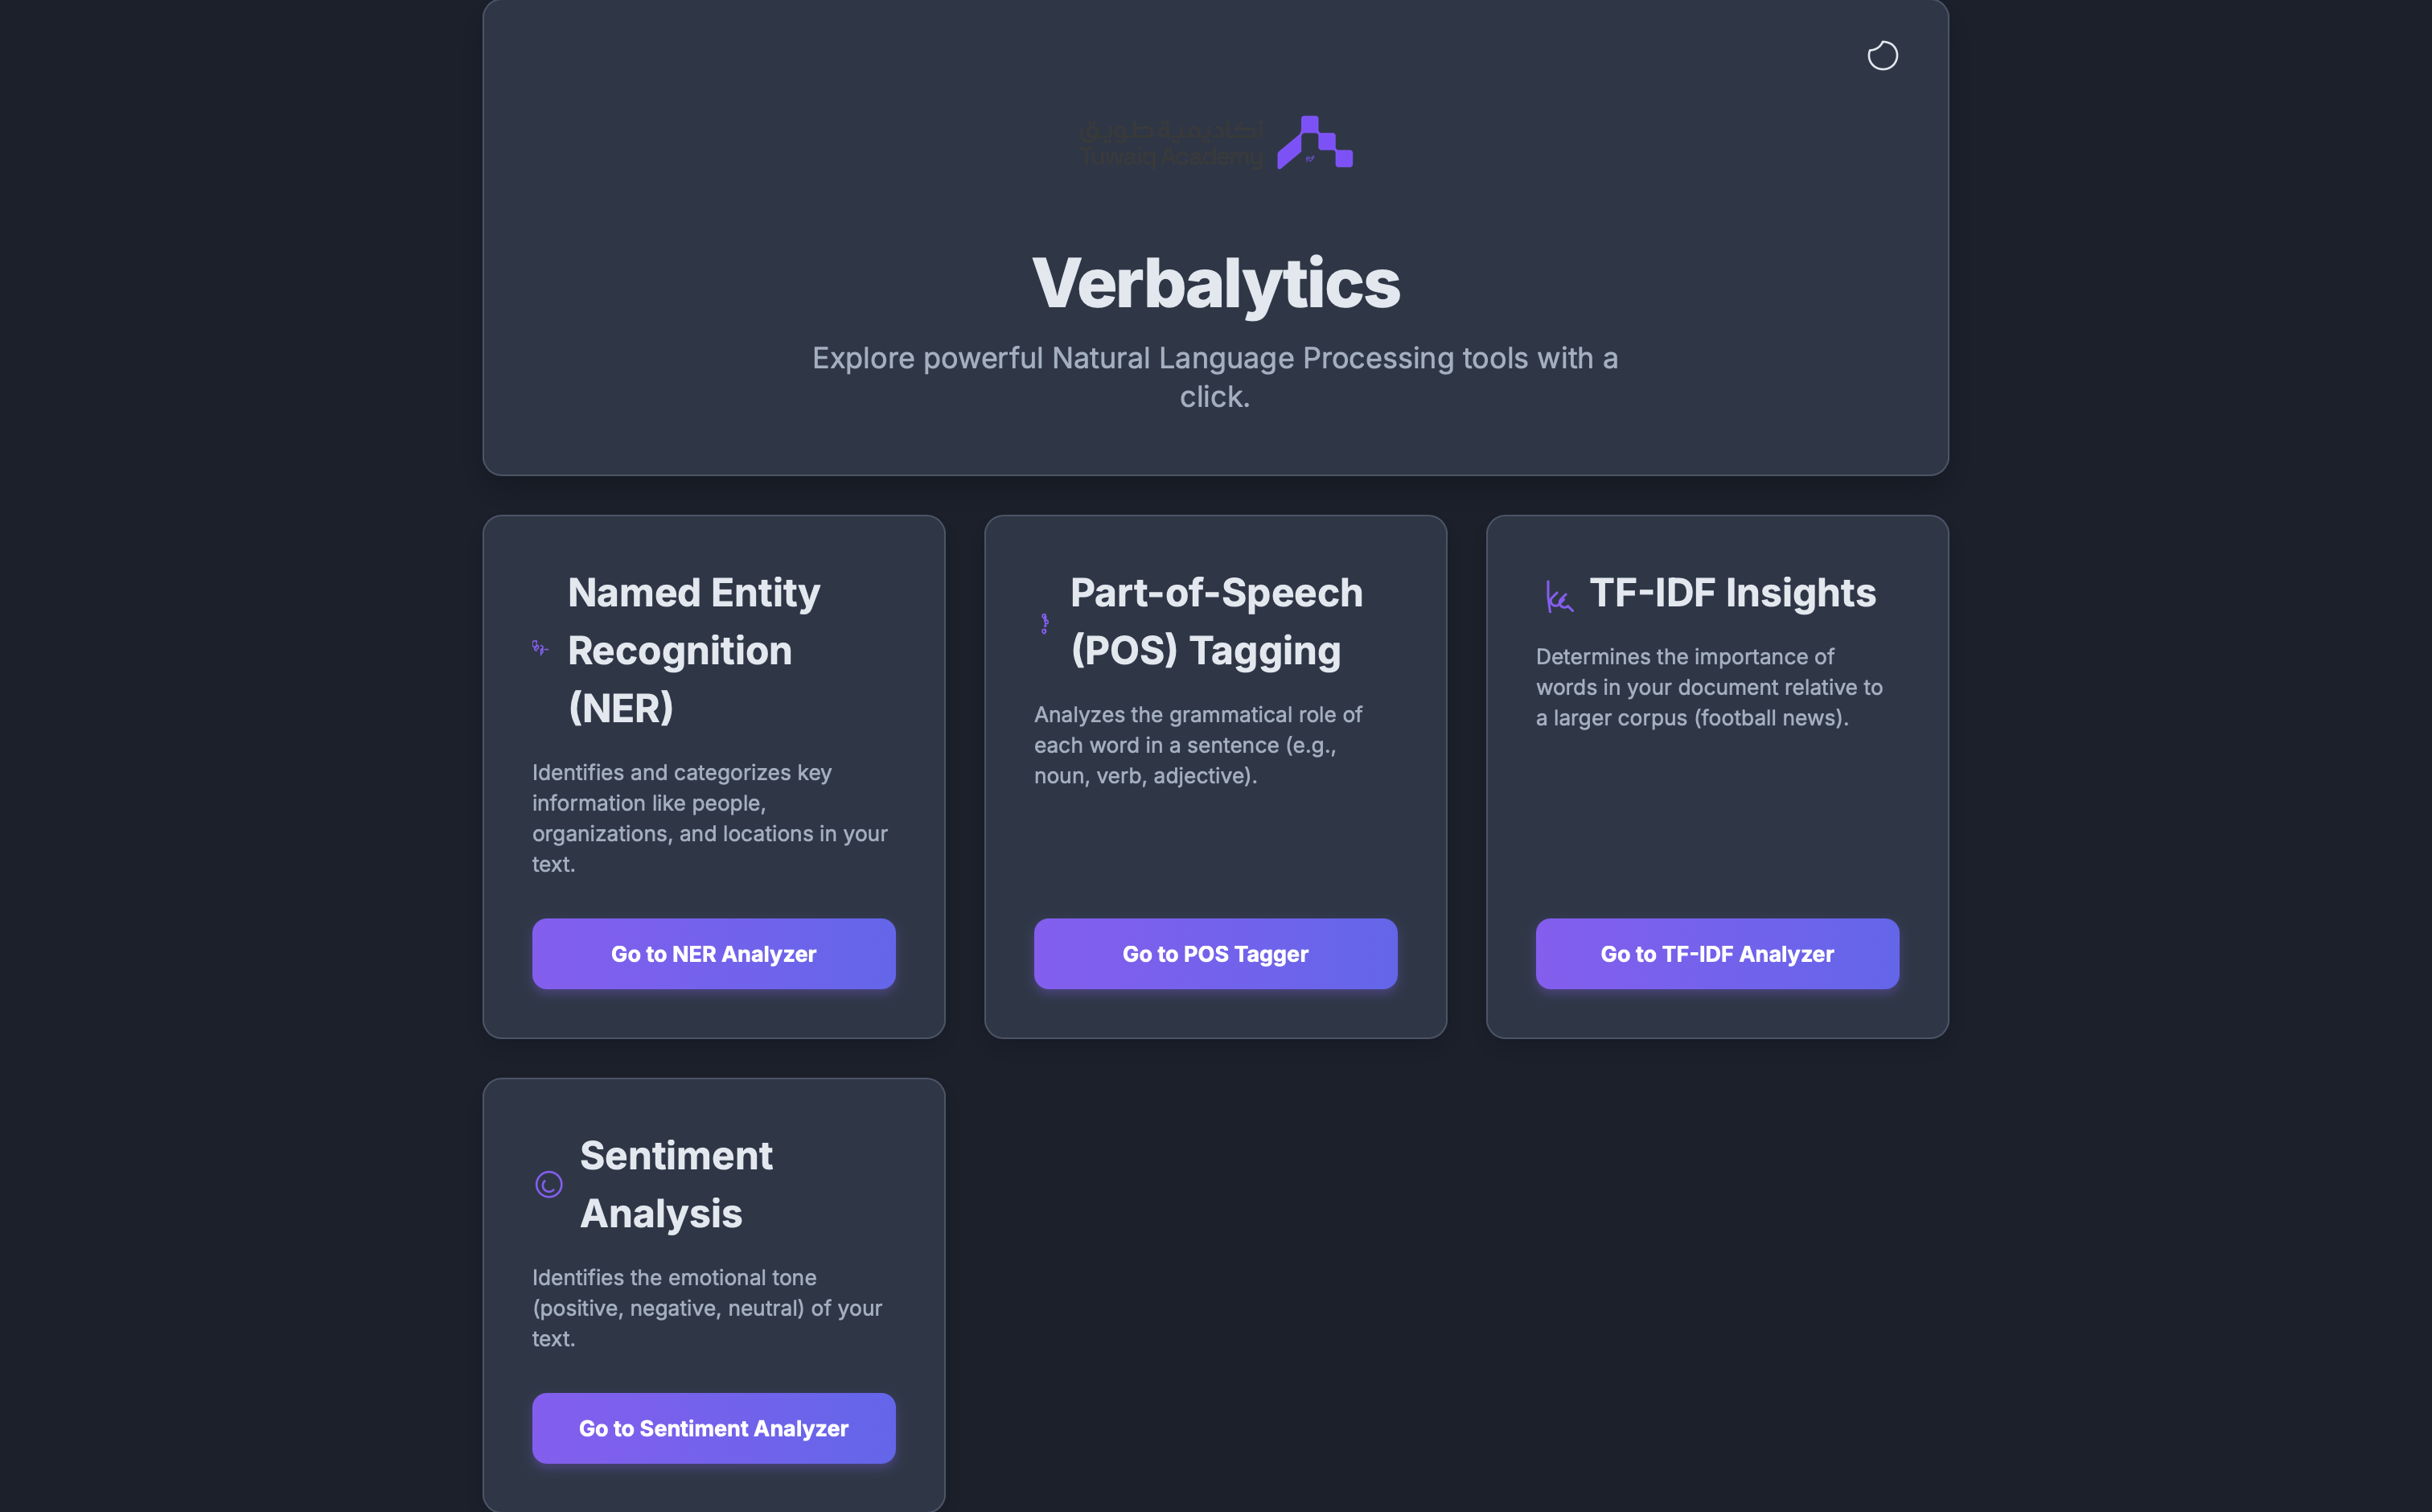 اكاديمية طويق
Tuwaiq Academy
Verbalytics
Explore powerful Natural Language Processing tools with a
click.
Named Entity
Recognition
(NER)
Identifies and categorizes key
information like people,
organizations, and locations in your
text.
Go to NER Analyzer
Part-of-Speech
(POS) Tagging
Analyzes the grammatical role of
each word in a sentence (e.g.,
noun, verb, adjective).
Go to POS Tagger
TF-IDF Insights
Determines the importance of
words in your document relative to
a larger corpus (football news).
Go to TF-IDF Analyzer
Sentiment
Analysis
Identifies the emotional tone
(positive, negative, neutral) of your
text.
Go to Sentiment Analyzer